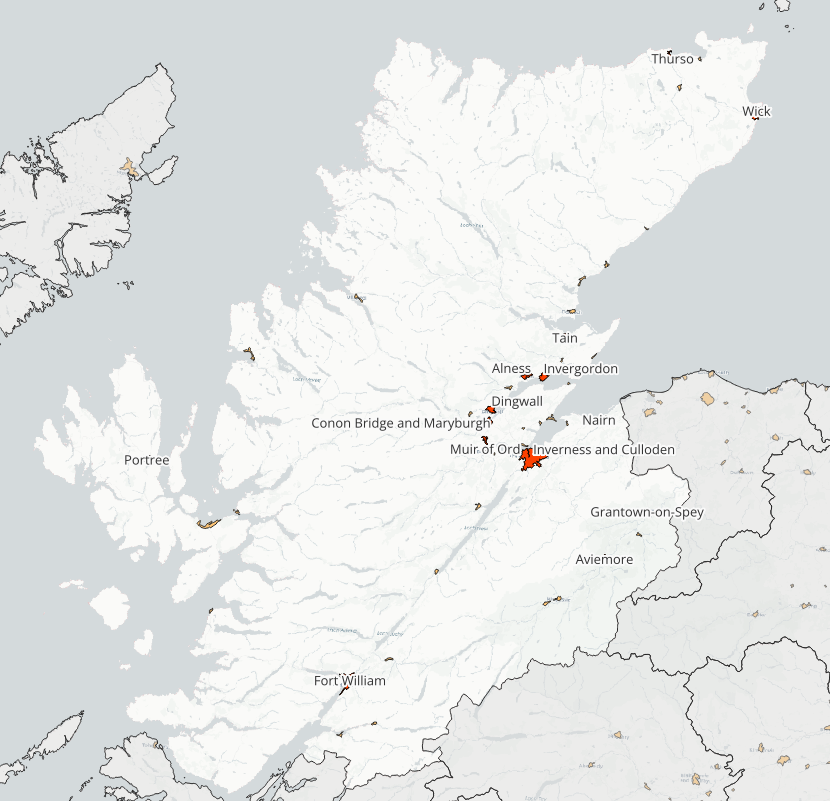 Thurso
Wick
Tain
Alness
Invergordon
Dingwall
Conon Bridge and Maryburgh
Nairn
Muir of Ord
Inverness and Culloden
Portree
Grantown-on-Spey
Aviemore
Fort William